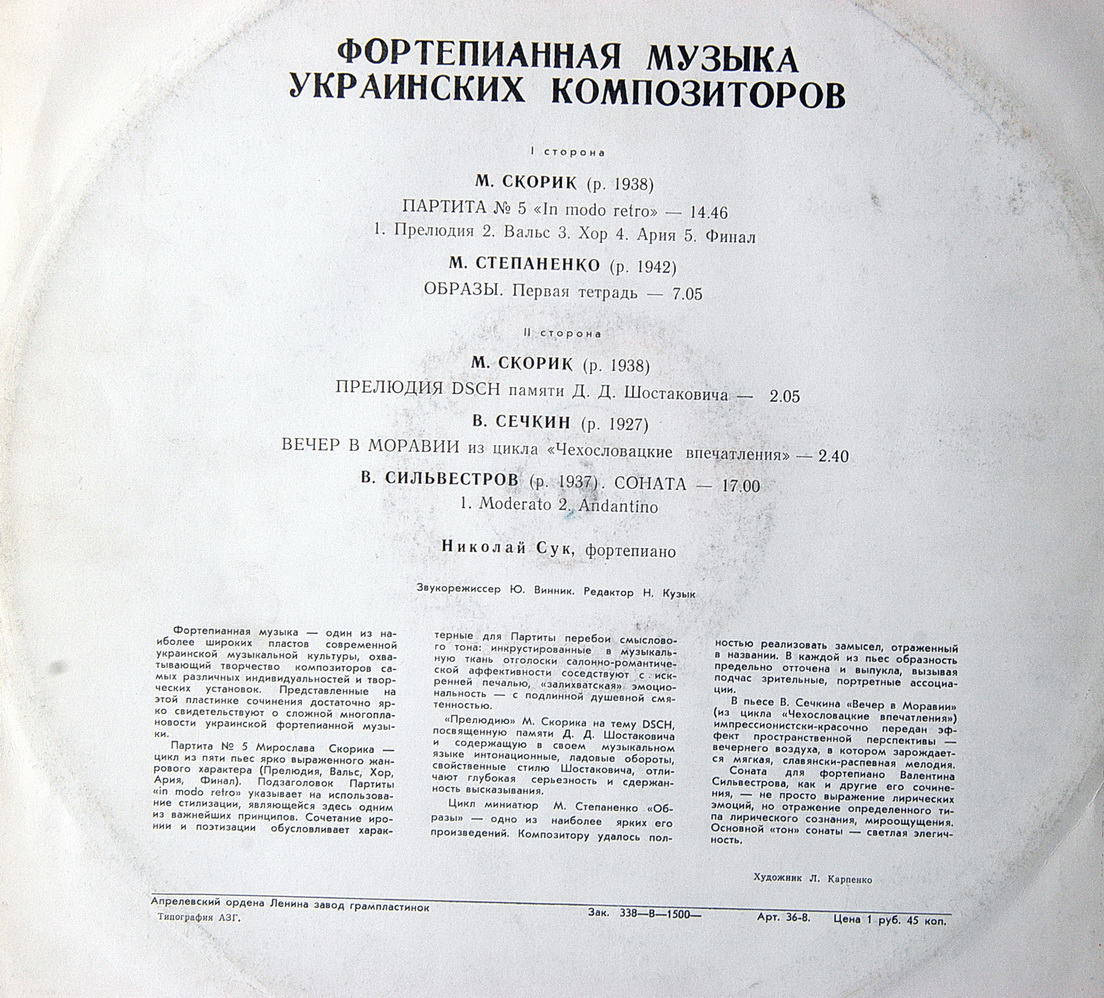 ФОРТЕПИАННАЯ МУЗЫКА
УКРАИНСКИХ КОМПОЗИТОРОВ
I сторона
М. СКОРИК (р. 1938)
ПАРТИТА № 5 «In modo retro» — 14.46
1. Прелюдия 2. Вальс 3. Хор 4. Ария 5. Финал
М. СТЕПАНЕНКО (р. 1942)
ОБРАЗЫ. Первая тетрадь — 7.05
II сторона
М. СКОРИК (р. 1938)
ПРЕЛЮДИЯ DSCH памяти Д. Д. Шостаковича — 2.05
В. СЕЧКИН (р. 1927)
ВЕЧЕР В МОРАВИИ из цикла «Чехословацкие впечатления» — 2.40
В. СИЛЬВЕСТРОВ (р. 1937). СОНАТА — 17.00
1. Moderato 2. Andantino
Николай Сук, фортепиано
Звукорежиссер Ю. Винник. Редактор Н. Кузык
Фортепианная музыка — один из на-
иболее широких пластов современной
украинской музыкальной культуры, охва-
тывающий творчество композиторов са-
мых различных индивидуальностей и твор-
ческих установок. Представленные на
этой пластинке сочинения достаточно яр-
ко свидетельствуют о сложной многопла-
новости украинской фортепианной музы-
ки.
Партита № 5 Мирослава Скорика —
цикл из пяти пьес ярко выраженного жан-
рового характера (Прелюдия, Вальс, Хор,
Ария, Финал). Подзаголовок Партиты
«in modo retro» указывает на использова-
ние стилизации, являющейся здесь одним
из важнейших принципов. Сочетание иро-
нии и поэтизации обусловливает харак-
терные для Партиты перебои смыслово-
го тона: инкрустированные в музыкаль-
ную ткань отголоски салонно-романтиче-
ской аффективности соседствуют с иск-
ренней печалью, «залихватская» эмоцио-
нальность — с подлинной душевной смя-
тенностью.
«Прелюдию» М. Скорика на тему DSCH,
посвященную памяти Д. Д. Шостаковича
и содержащую в своем музыкальном
языке интонационные, ладовые обороты,
свойственные стилю Шостаковича, отли-
чают глубокая серьезность и сдержан-
ность высказывания.
Цикл миниатюр М. Степаненко «Об-
разы» — одно из наиболее ярких его
произведений. Композитору удалось пол-
ностью реализовать замысел, отраженный
в названии. В каждой из пьес образность
предельно отточена и выпукла, вызывая
подчас зрительные, портретные ассоциа-
ции.
В пьесе В. Сечкина «Вечер в Моравии»
(из цикла «Чехословацкие впечатления»)
импрессионистски-красочно передан эф-
фект пространственной перспективы —
вечернего воздуха, в котором зарождает-
ся мягкая, славянски-распевная мелодия.
Соната для фортепиано Валентина
Сильвестрова, как и другие его сочине-
ния, — не просто выражение лирических
эмоций, но отражение определенного ти-
па лирического сознания, мироощущения.
Основной «тон» сонаты — светлая элегич-
ность.
Художник Л. Карпенко
Апрелевский ордена Ленина завод грампластинок
Типография АЗГ.
Зак. 338—В—1500—
Арт. 36-8. Цена 1 руб. 45 коп.